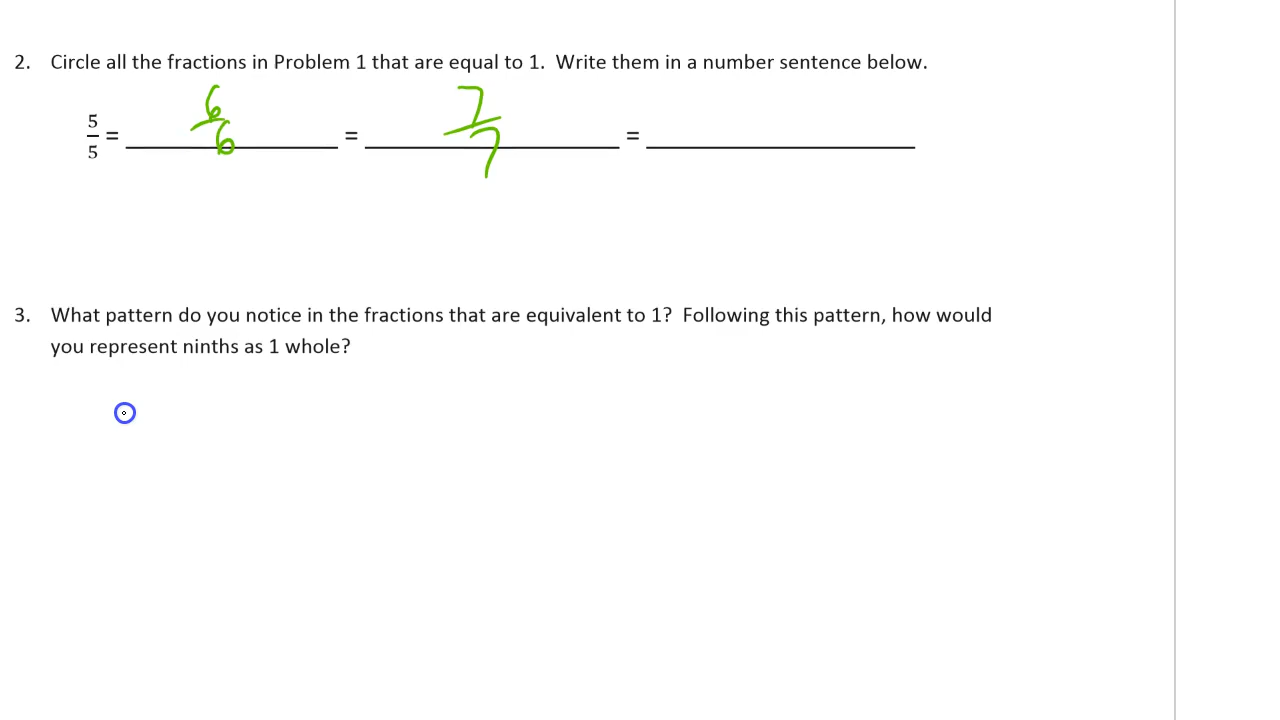 2. Circle all the fractions in Problem 1 that are equal to 1. Write them in a number sentence below.
5/5 = 6/6 = 7/7 = ____
3. What pattern do you notice in the fractions that are equivalent to 1? Following this pattern, how would
you represent ninths as 1 whole?